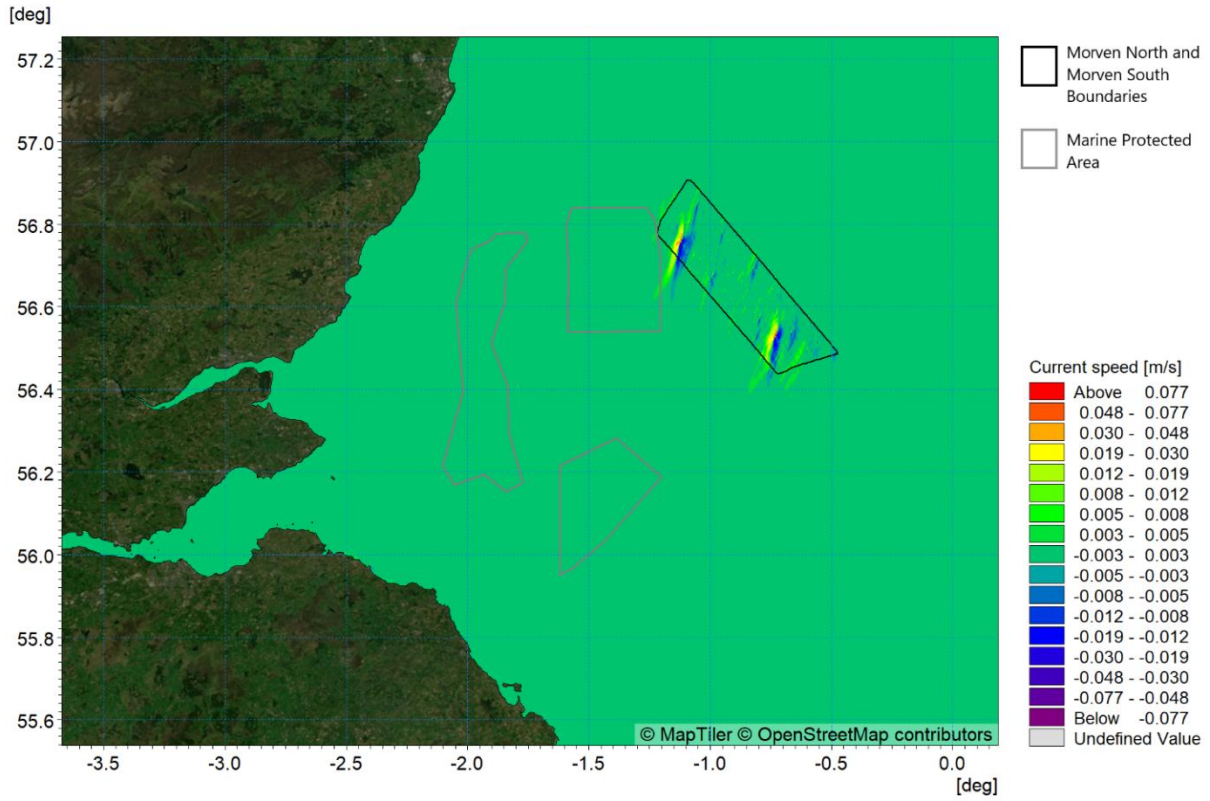 [deg]
57.2
57.0
56.8
56.6
56.4
56.2
56.0
55.8
55.6
-3.5
-3.0
-2.5
-2.0
-1.5
-1.0
-0.5
0.0
[deg]
© MapTiler © OpenStreetMap contributors
Morven North and
Morven South
Boundaries
Marine Protected
Area
Current speed [m/s]
Above 0.077
0.048 - 0.077
0.030 - 0.048
0.019 - 0.030
0.012 - 0.019
0.008 - 0.012
0.005 - 0.008
0.003 - 0.005
-0.003 - 0.003
-0.005 - -0.003
-0.008 - -0.005
-0.012 - -0.008
-0.019 - -0.012
-0.030 - -0.019
-0.048 - -0.030
-0.077 - -0.048
Below -0.077
Undefined Value